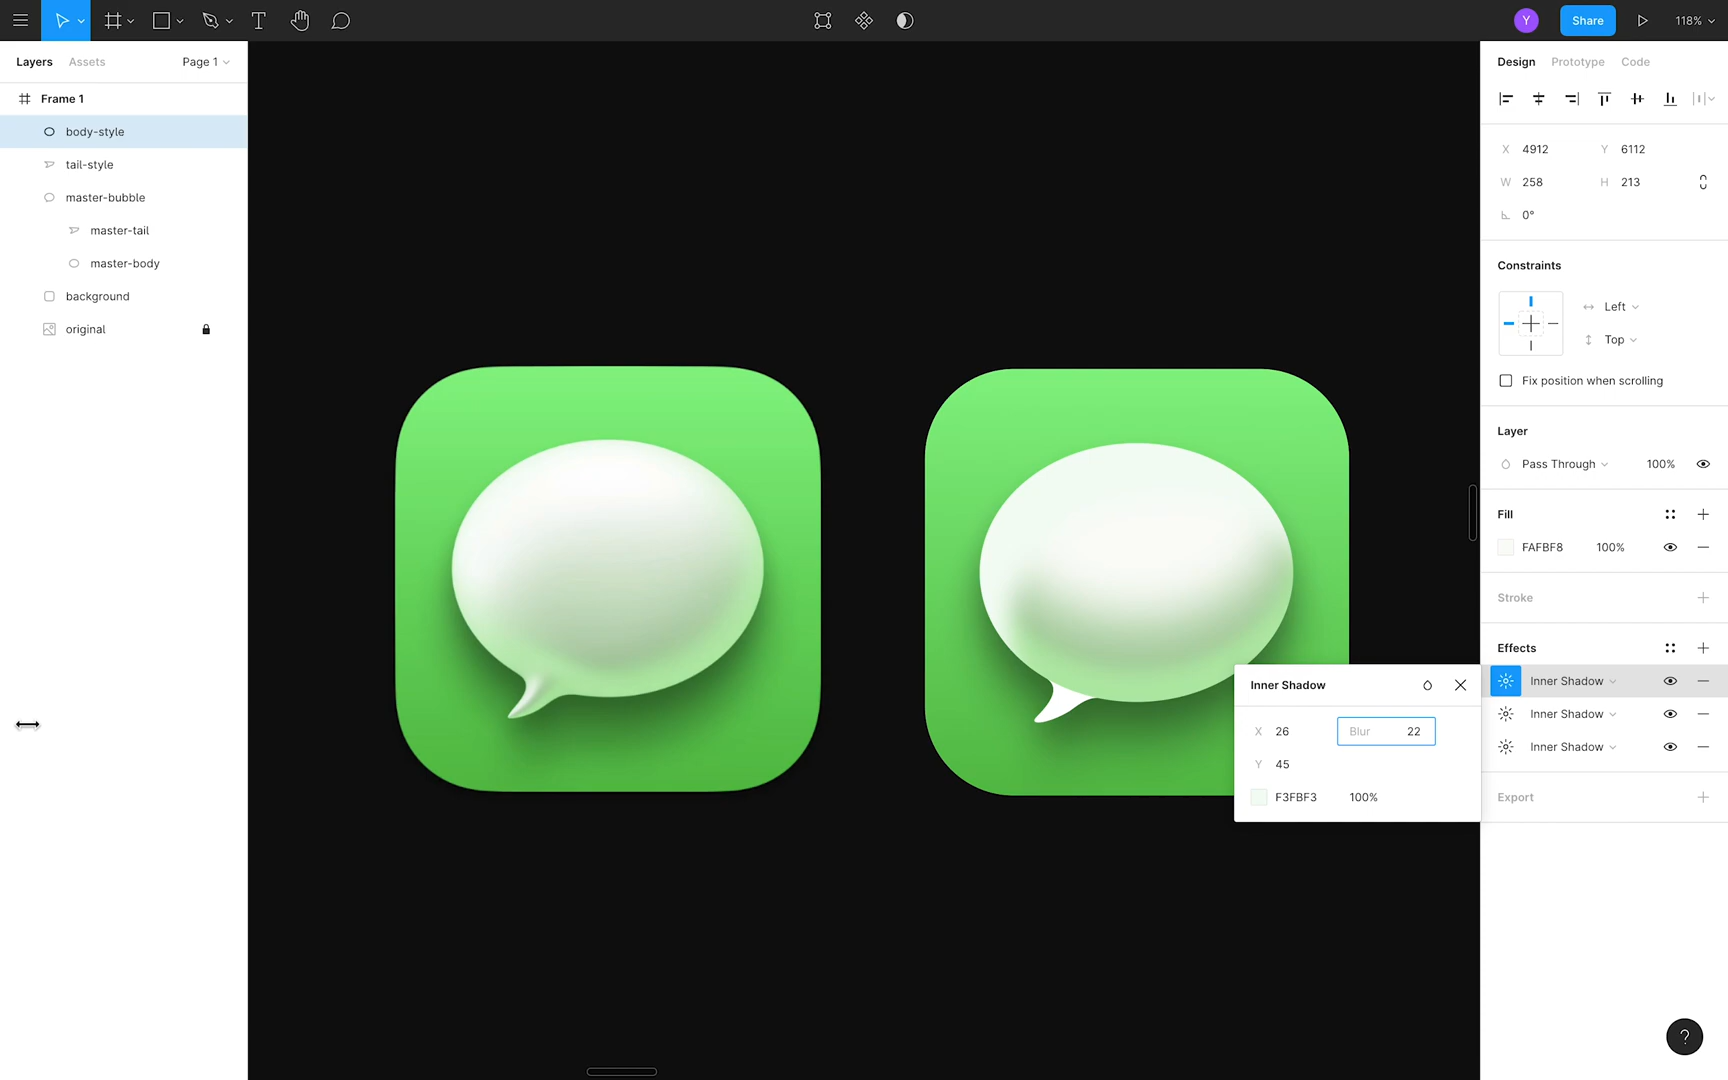 Y
Share
118%
Layers
Assets
Page 1
Design
Prototype
Code
Frame 1
body-style
tail-style
master-bubble
master-tail
master-body
background
original
X 4912
Y 6112
W 258
H 213
0°
Constraints
Left
Top
Fix position when scrolling
Layer
Pass Through
100%
Fill
FAFBF8
100%
Stroke
Effects
Inner Shadow
Inner Shadow
Inner Shadow
Export
Inner Shadow
X 26
Blur 22
Y 45
F3FBF3
100%
?